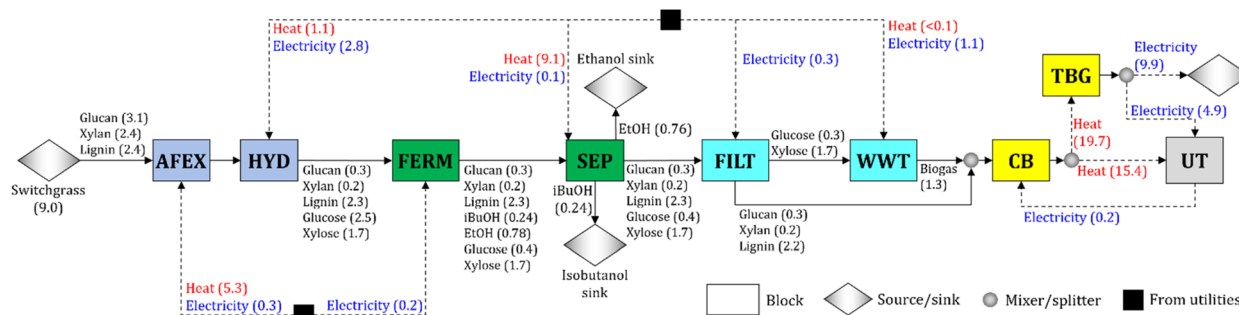 Heat (1.1)
Electricity (2.8)
Heat (9.1)
Electricity (0.1)
Ethanol sink
Electricity (0.3)
Heat (<0.1)
Electricity (1.1)
TBG
Electricity
(9.9)
Glucan (3.1)
Xylan (2.4)
Lignin (2.4)
EtOH (0.76)
Glucose (0.3)
Xylose (1.7)
Heat
(19.7)
Electricity (4.9)
Switchgrass
(9.0)
AFEX
HYD
FERM
SEP
FILT
WWT
CB
UT
Biogas
(1.3)
Heat (15.4)
Glucan (0.3)
Xylan (0.2)
Lignin (2.3)
Glucose (2.5)
Xylose (1.7)
Glucan (0.3)
Xylan (0.2)
Lignin (2.3)
iBuOH (0.24)
EtOH (0.78)
Glucose (0.4)
Xylose (1.7)
iBuOH
(0.24)
Glucan (0.3)
Xylan (0.2)
Lignin (2.3)
Glucose (0.4)
Xylose (1.7)
Glucan (0.3)
Xylan (0.2)
Lignin (2.2)
Electricity (0.2)
Isobutanol
sink
Heat (5.3)
Electricity (0.3)
Electricity (0.2)
Block
Source/sink
Mixer/splitter
From utilities